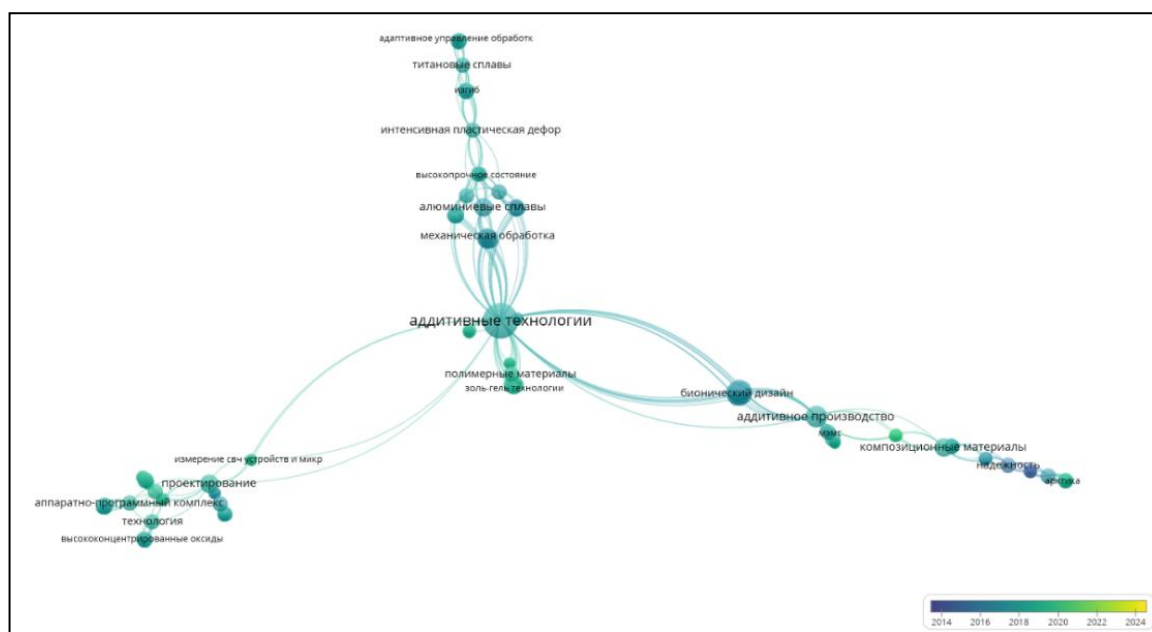 адаптивное управление обработк
титановые сплавы
изгиб
интенсивная пластическая дефор
высокопрочное состояние
алюминиевые сплавы
механическая обработка
аддитивные технологии
полимерные материалы
золь-гель технологии
бионический дизайн
аддитивное производство
мэмс
композиционные материалы
надежность
арктика
измерение свч устройств и микр
проектирование
аппаратно-программный комплекс
технология
высококонцентрированные оксиды
2014 2016 2018 2020 2022 2024